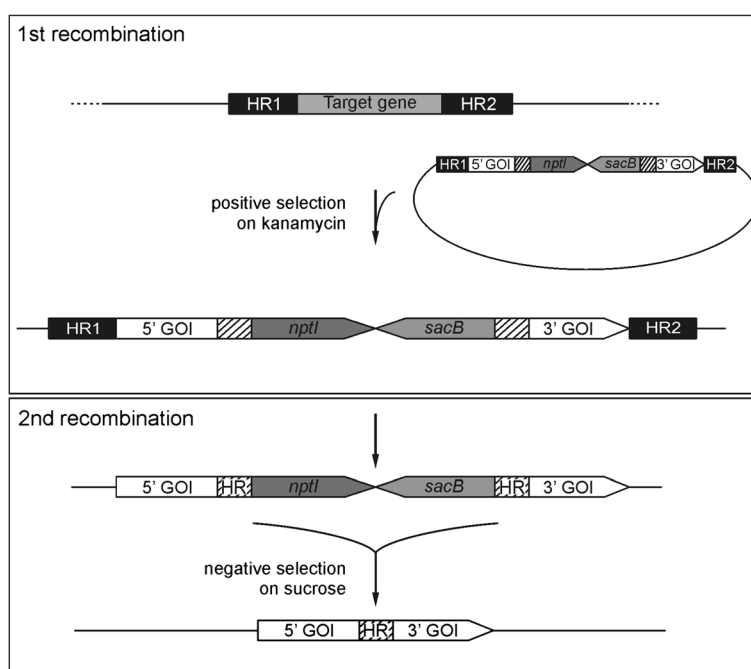 1st recombination
HR1 Target gene HR2
HR1 5' GOI nptI sacB 3' GOI HR2
positive selection
on kanamycin
HR1 5' GOI nptI sacB 3' GOI HR2
2nd recombination
5' GOI HR nptI sacB HR 3' GOI
negative selection
on sucrose
5' GOI HR 3' GOI